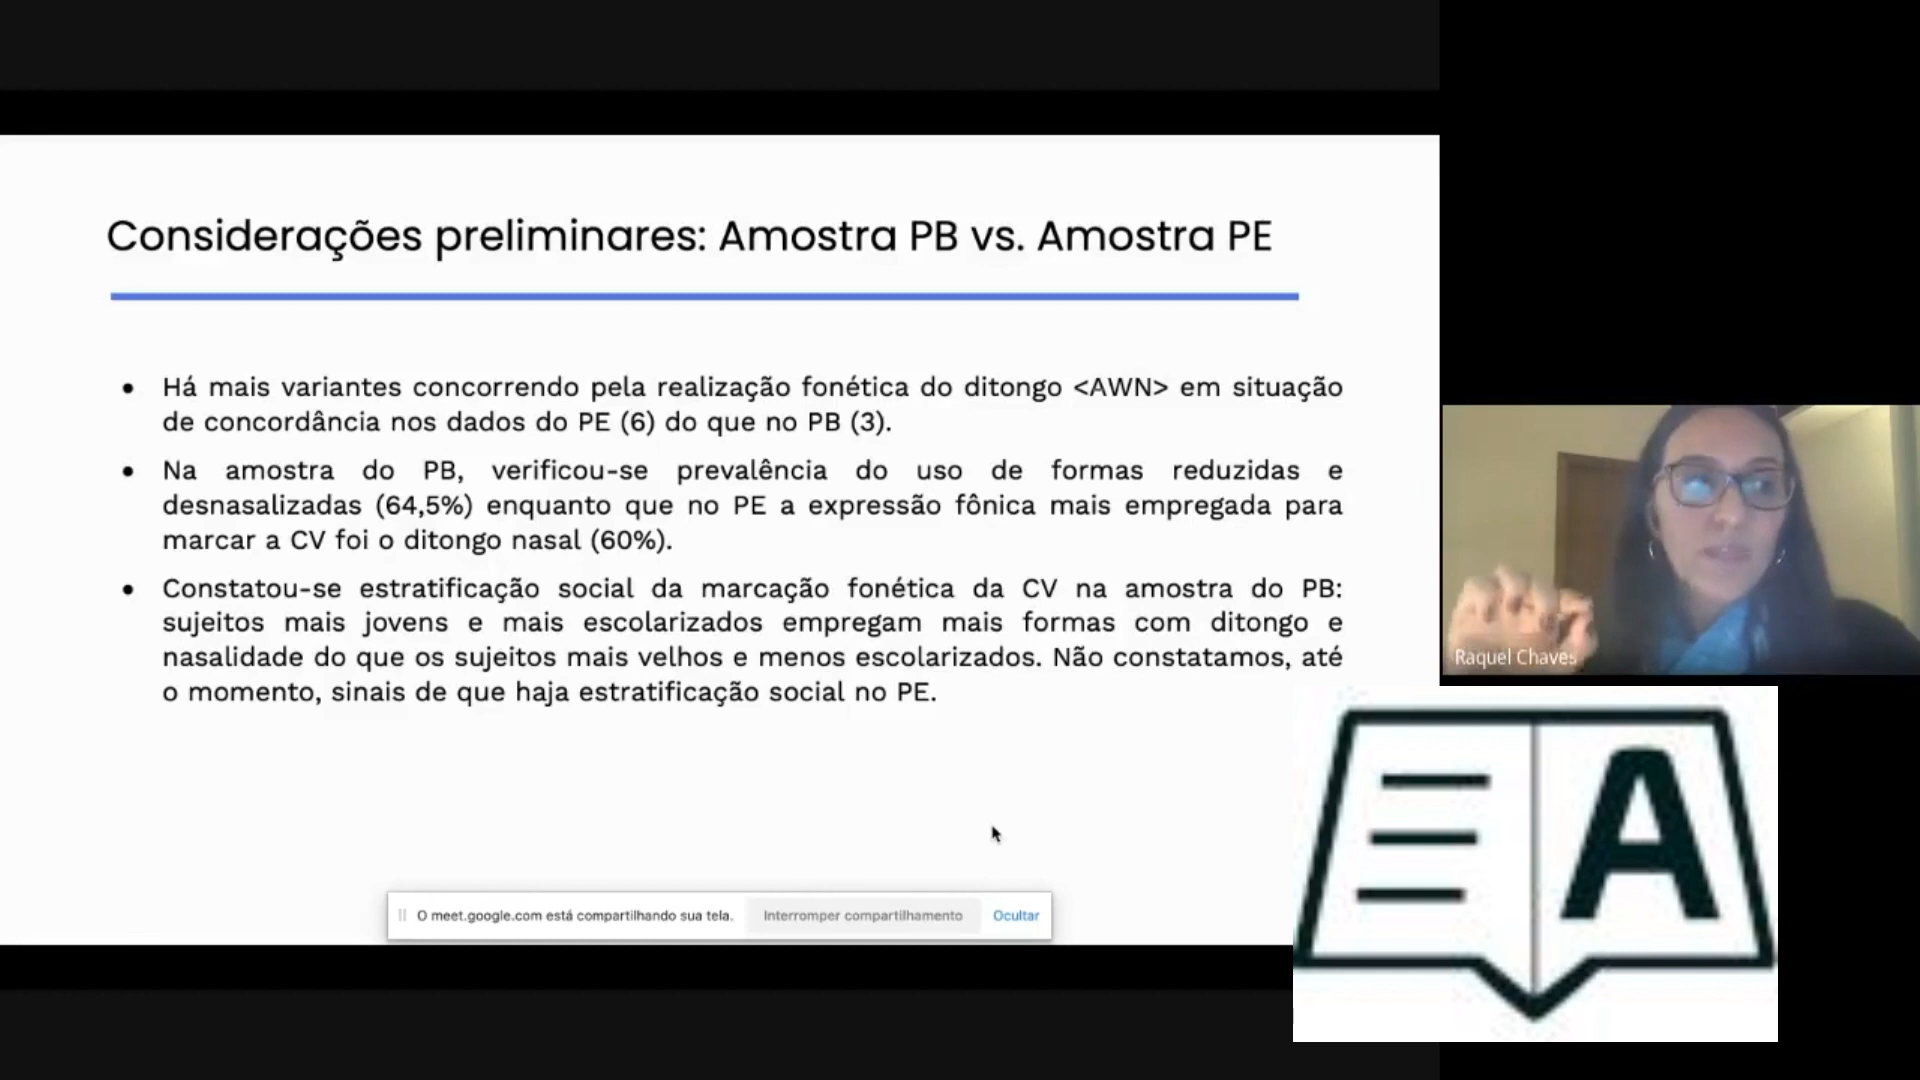 Considerações preliminares: Amostra PB vs. Amostra PE
● Há mais variantes concorrendo pela realização fonética do ditongo <AWN> em situação
de concordância nos dados do PE (6) do que no PB (3).
● Na amostra do PB, verificou-se prevalência do uso de formas reduzidas e
desnasalizadas (64,5%) enquanto que no PE a expressão fônica mais empregada para
marcar a CV foi o ditongo nasal (60%).
● Constatou-se estratificação social da marcação fonética da CV na amostra do PB:
sujeitos mais jovens e mais escolarizados empregam mais formas com ditongo e
nasalidade do que os sujeitos mais velhos e menos escolarizados. Não constatamos, até
o momento, sinais de que haja estratificação social no PE.
Raquel Chaves
A
O meet.google.com está compartilhando sua tela. Interromper compartilhamento Ocultar